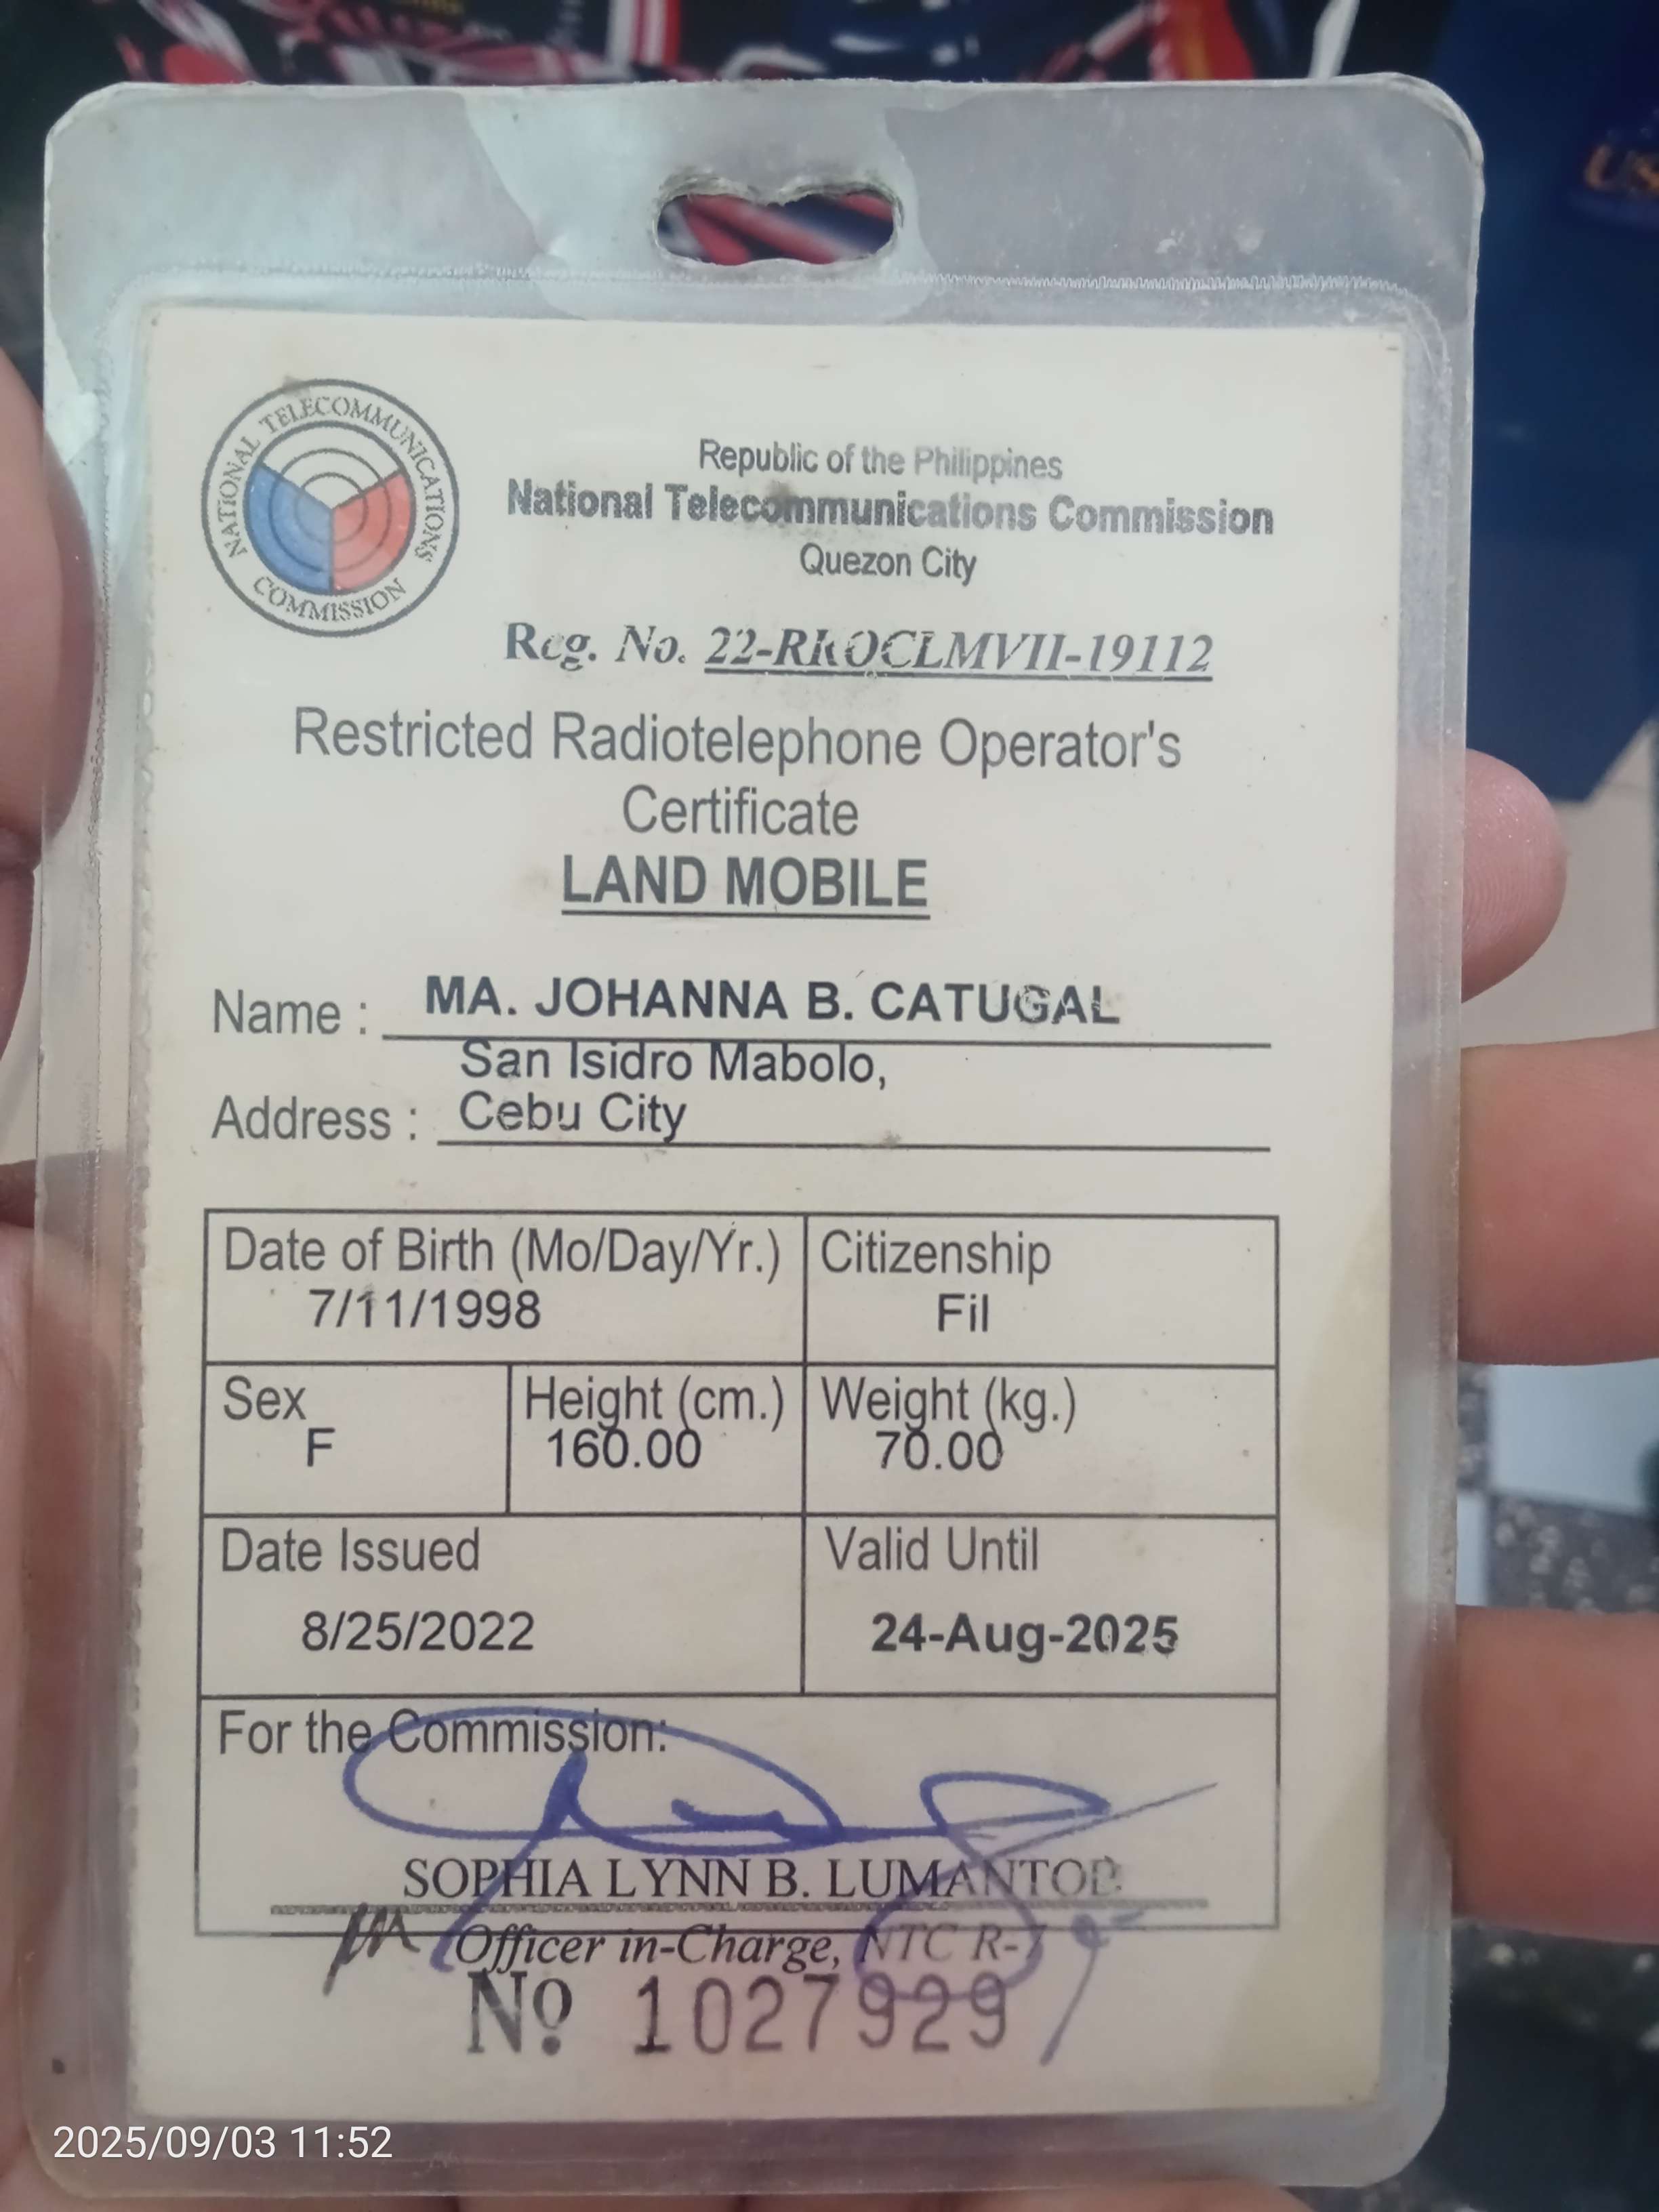 NATIONAL TELECOMMUNICATIONS COMMISSION
Republic of the Philippines
National Telecommunications Commission
Quezon City
Reg. No. 22-RROCLMVII-19112
Restricted Radiotelephone Operator's
Certificate
LAND MOBILE
Name : MA. JOHANNA B. CATUGAL
San Isidro Mabolo,
Address : Cebu City
Date of Birth (Mo/Day/Yr.) Citizenship
7/11/1998 Fil
Sex Height (cm.) Weight (kg.)
F 160.00 70.00
Date Issued Valid Until
8/25/2022 24-Aug-2025
For the Commission:
SOPHIA LYNN B. LUMANTOD
Officer in-Charge, NTC R-7
Nº 1027929
2025/09/03 11:52